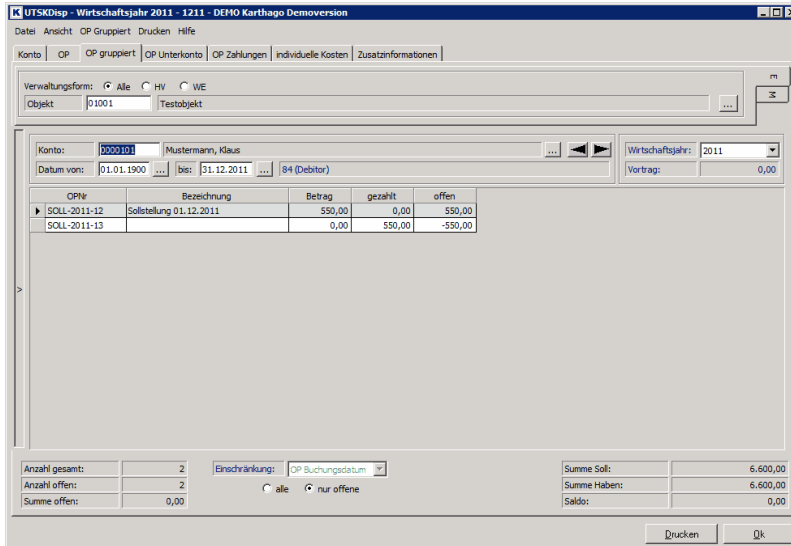 UTSKDisp - Wirtschaftsjahr 2011 - 1211 - DEMO Karthago Demoversion
Datei Ansicht OP Gruppiert Drucken Hilfe
Konto OP OP gruppiert OP Unterkonto OP Zahlungen individuelle Kosten Zusatzinformationen
Verwaltungsform: Alle HV WE
E
M
Objekt 01001 Testobjekt ...
Konto: 0000101 Mustermann, Klaus ... Wirtschaftsjahr: 2011
Datum von: 01.01.1900 ... bis: 31.12.2011 ... 84 (Debitor) Vortrag: 0,00
OPNr Bezeichnung Betrag gezahlt offen
SOLL-2011-12 Sollstellung 01.12.2011 550,00 0,00 550,00
SOLL-2011-13 0,00 550,00 -550,00
>
Anzahl gesamt: 2 Einschränkung: OP Buchungsdatum Summe Soll: 6.600,00
Anzahl offen: 2 alle nur offene Summe Haben: 6.600,00
Summe offen: 0,00 Saldo: 0,00
Drucken Ok